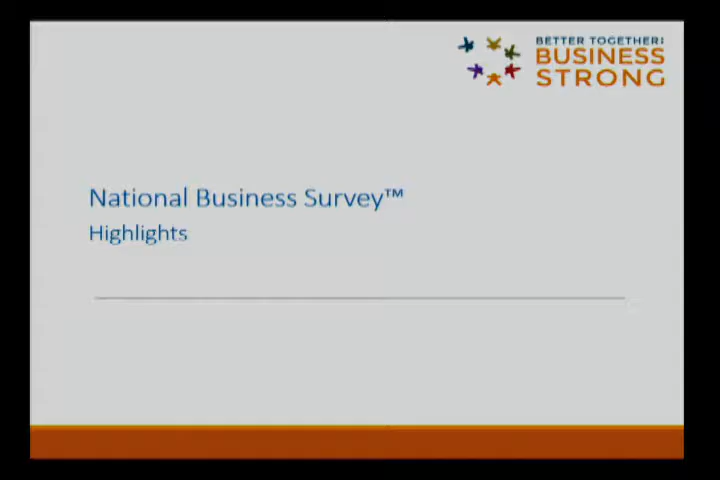 BETTER TOGETHER:
BUSINESS
STRONG
National Business Survey™
Highlights